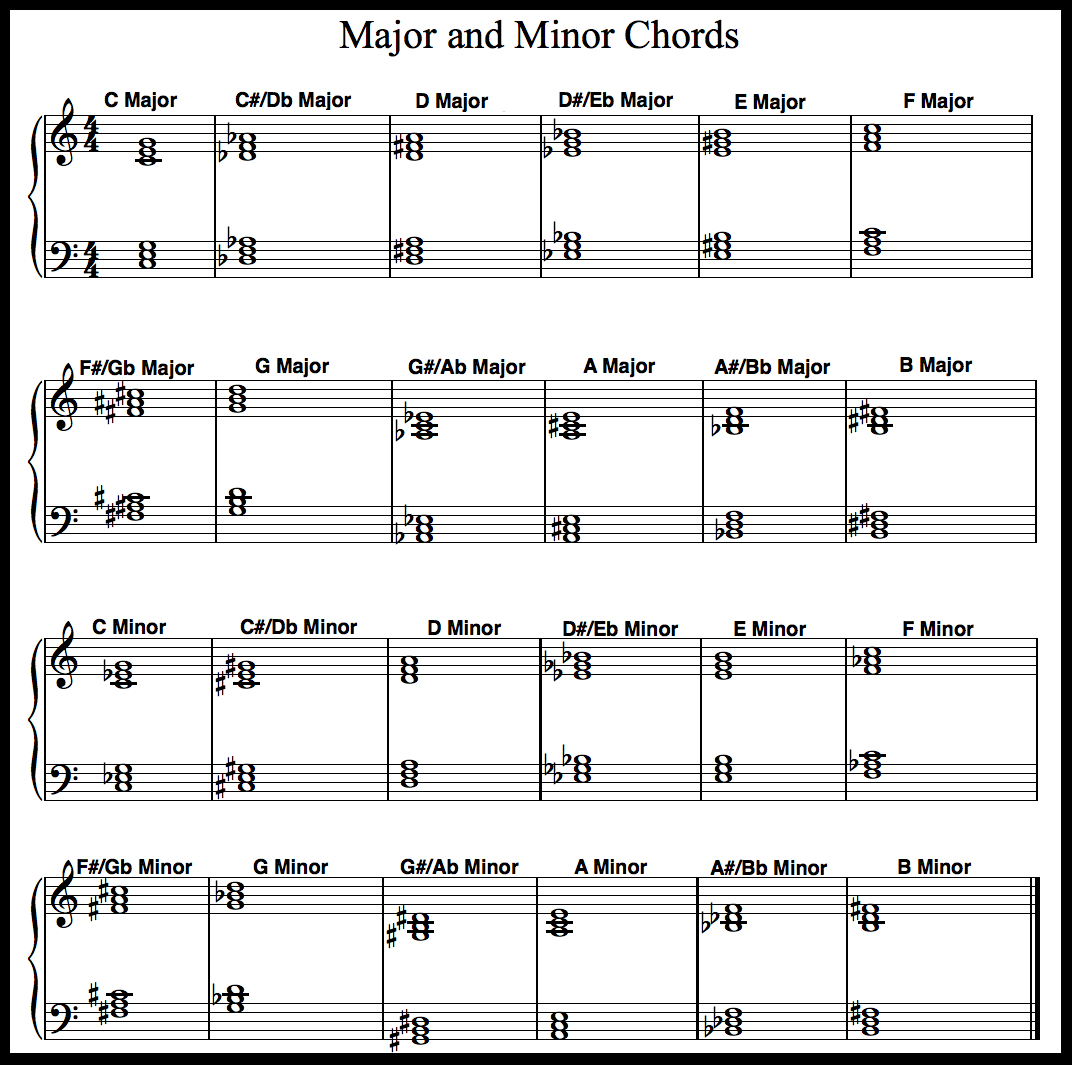 Major and Minor Chords
C Major C#/Db Major D Major D#/Eb Major E Major F Major
4 4
4 4
F#/Gb Major G Major G#/Ab Major A Major A#/Bb Major B Major
C Minor C#/Db Minor D Minor D#/Eb Minor E Minor F Minor
F#/Gb Minor G Minor G#/Ab Minor A Minor A#/Bb Minor B Minor